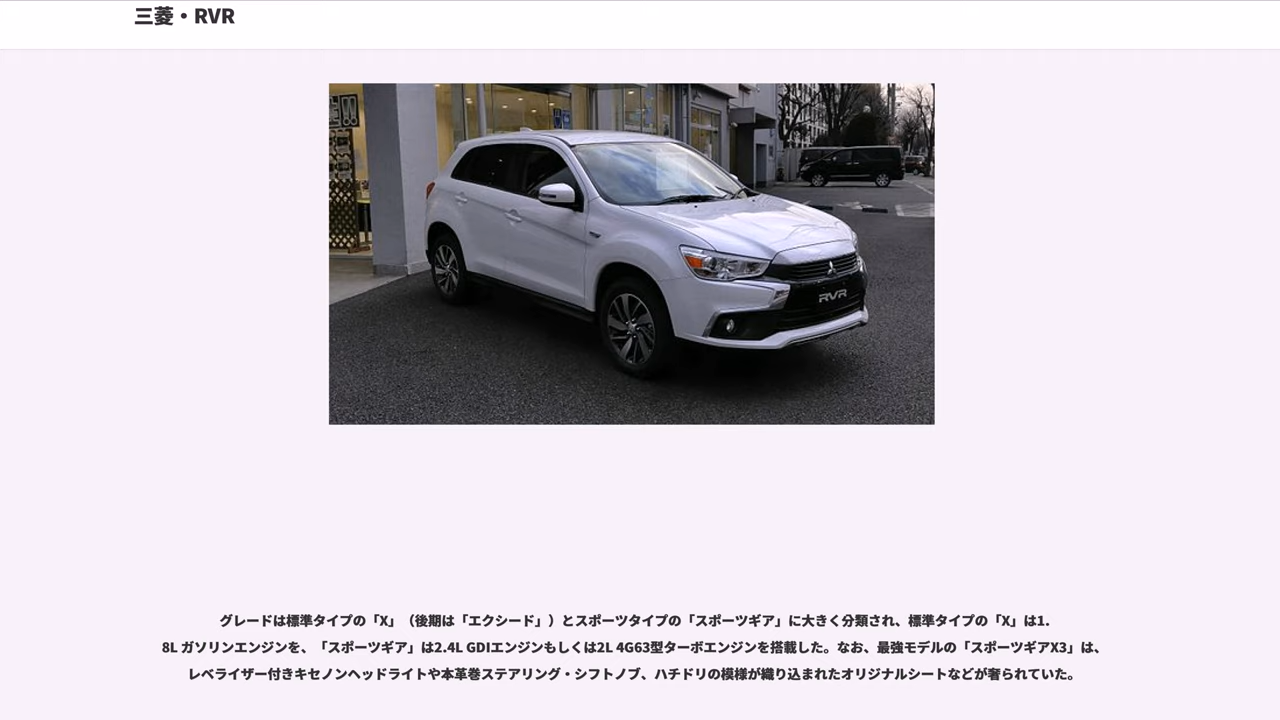 三菱・RVR
RVR
グレードは標準タイプの「X」（後期は「エクシード」）とスポーツタイプの「スポーツギア」に大きく分類され、標準タイプの「X」は1.
8L ガソリンエンジンを、「スポーツギア」は2.4L GDIエンジンもしくは2L 4G63型ターボエンジンを搭載した。なお、最強モデルの「スポーツギアX3」は、
レベライザー付きキセノンヘッドライトや本革巻ステアリング・シフトノブ、ハチドリの模様が織り込まれたオリジナルシートなどが奢られていた。